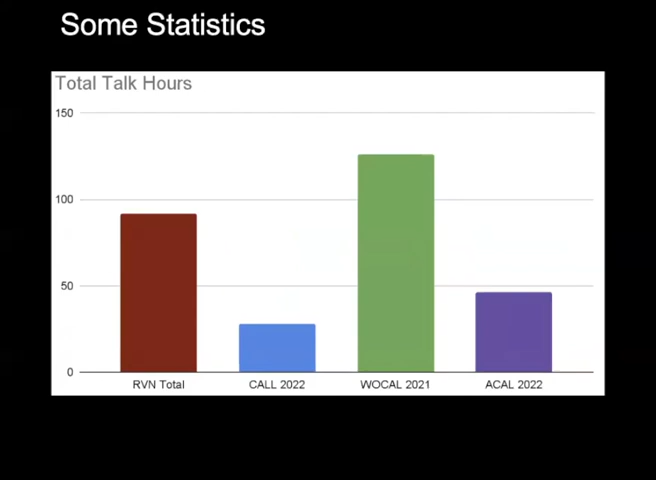 Some Statistics
Total Talk Hours
150
100
50
0
RVN Total CALL 2022 WOCAL 2021 ACAL 2022